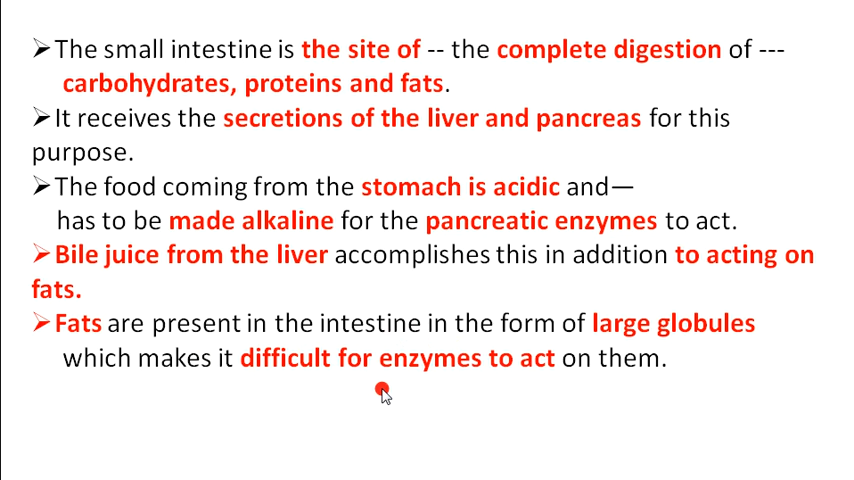 ➢The small intestine is the site of -- the complete digestion of ---
carbohydrates, proteins and fats.
➢It receives the secretions of the liver and pancreas for this
purpose.
➢The food coming from the stomach is acidic and—
has to be made alkaline for the pancreatic enzymes to act.
➢Bile juice from the liver accomplishes this in addition to acting on
fats.
➢Fats are present in the intestine in the form of large globules
which makes it difficult for enzymes to act on them.